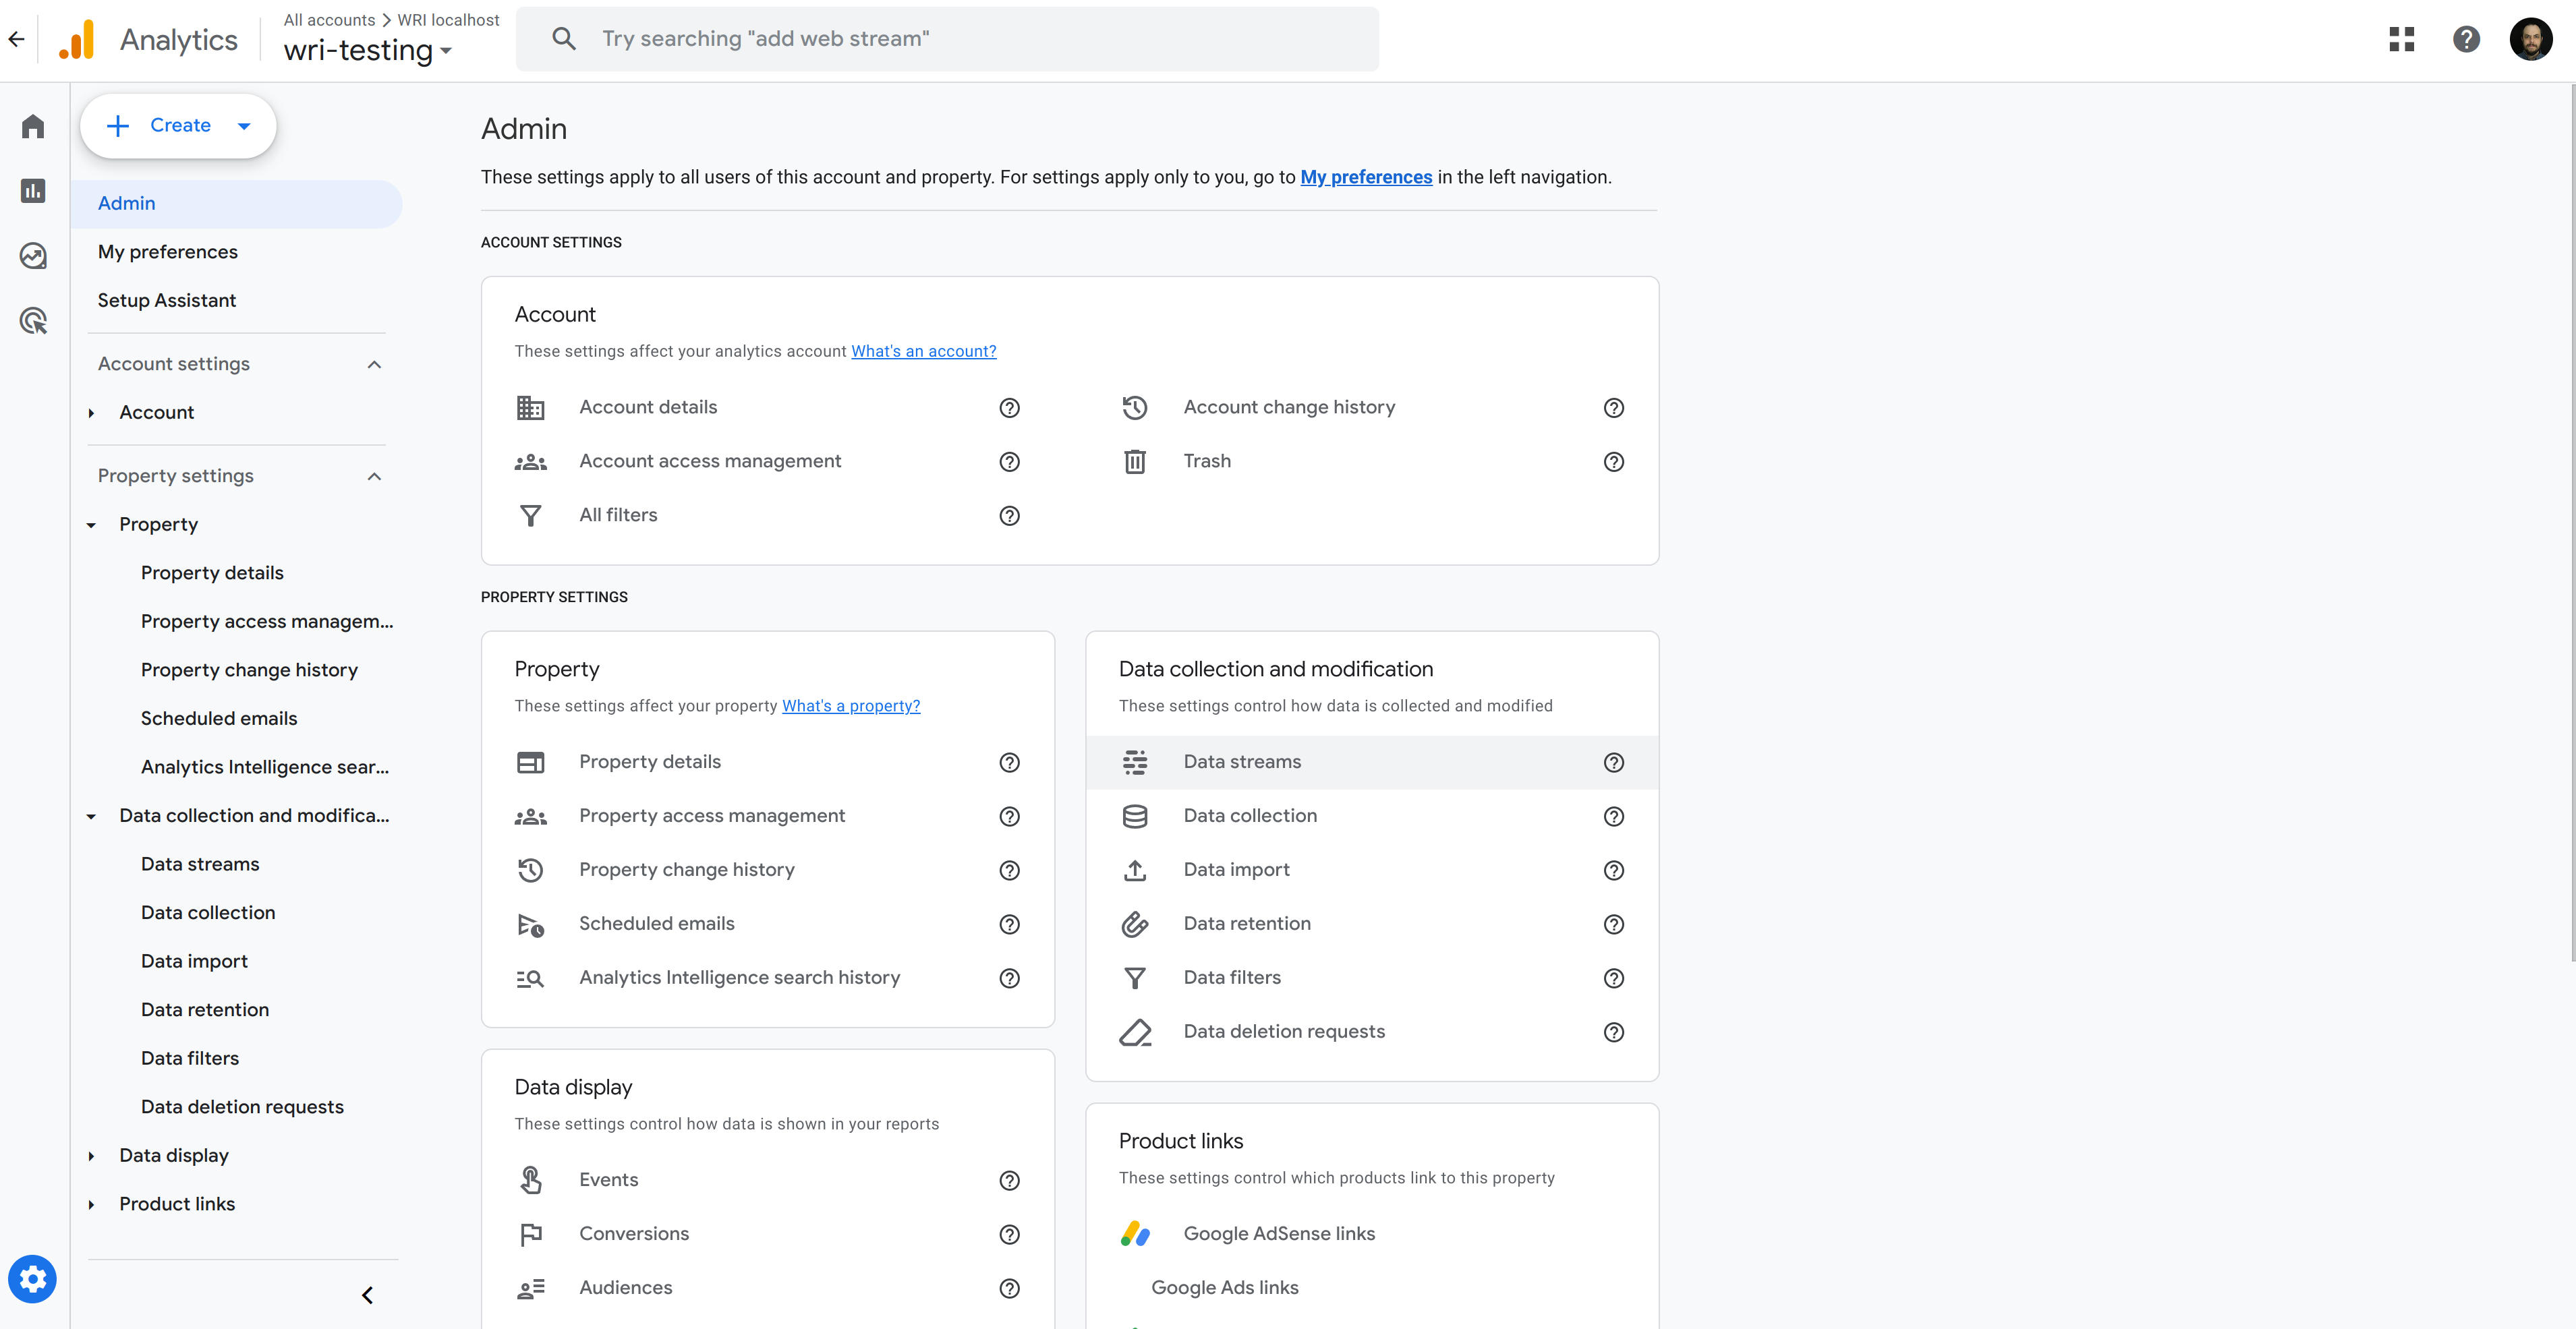 Analytics
All accounts > WRI localhost
wri-testing
Try searching "add web stream"
Create
Admin
My preferences
Setup Assistant
Account settings
Account
Property settings
Property
Property details
Property access managem...
Property change history
Scheduled emails
Analytics Intelligence sear...
Data collection and modifica...
Data streams
Data collection
Data import
Data retention
Data filters
Data deletion requests
Data display
Product links
Admin
These settings apply to all users of this account and property. For settings apply only to you, go to My preferences in the left navigation.
ACCOUNT SETTINGS
Account
These settings affect your analytics account What's an account?
Account details
Account access management
All filters
Account change history
Trash
PROPERTY SETTINGS
Property
These settings affect your property What's a property?
Property details
Property access management
Property change history
Scheduled emails
Analytics Intelligence search history
Data display
These settings control how data is shown in your reports
Events
Conversions
Audiences
Data collection and modification
These settings control how data is collected and modified
Data streams
Data collection
Data import
Data retention
Data filters
Data deletion requests
Product links
These settings control which products link to this property
Google AdSense links
Google Ads links